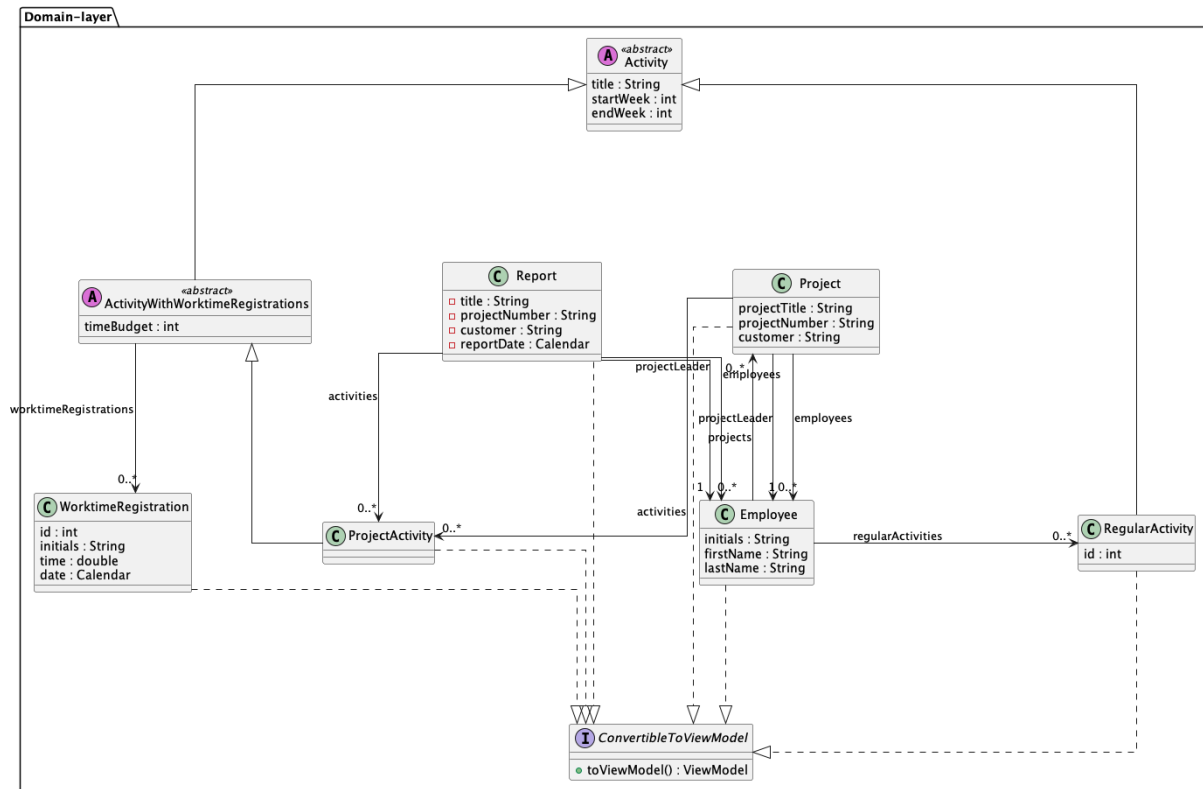 Domain-layer
A
«abstract»
Activity
title : String
startWeek : int
endWeek : int
A
«abstract»
ActivityWithWorktimeRegistrations
timeBudget : int
C Report
title : String
projectNumber : String
customer : String
reportDate : Calendar
C Project
projectTitle : String
projectNumber : String
customer : String
projectLeader
0..*
employees
activities
worktimeRegistrations
projectLeader
employees
projects
0..*
0..*
0..*
activities
1
0..*
1
0..*
C WorktimeRegistration
id : int
initials : String
time : double
date : Calendar
C ProjectActivity
C Employee
initials : String
firstName : String
lastName : String
regularActivities
0..*
C RegularActivity
id : int
I ConvertibleToViewModel
toViewModel() : ViewModel